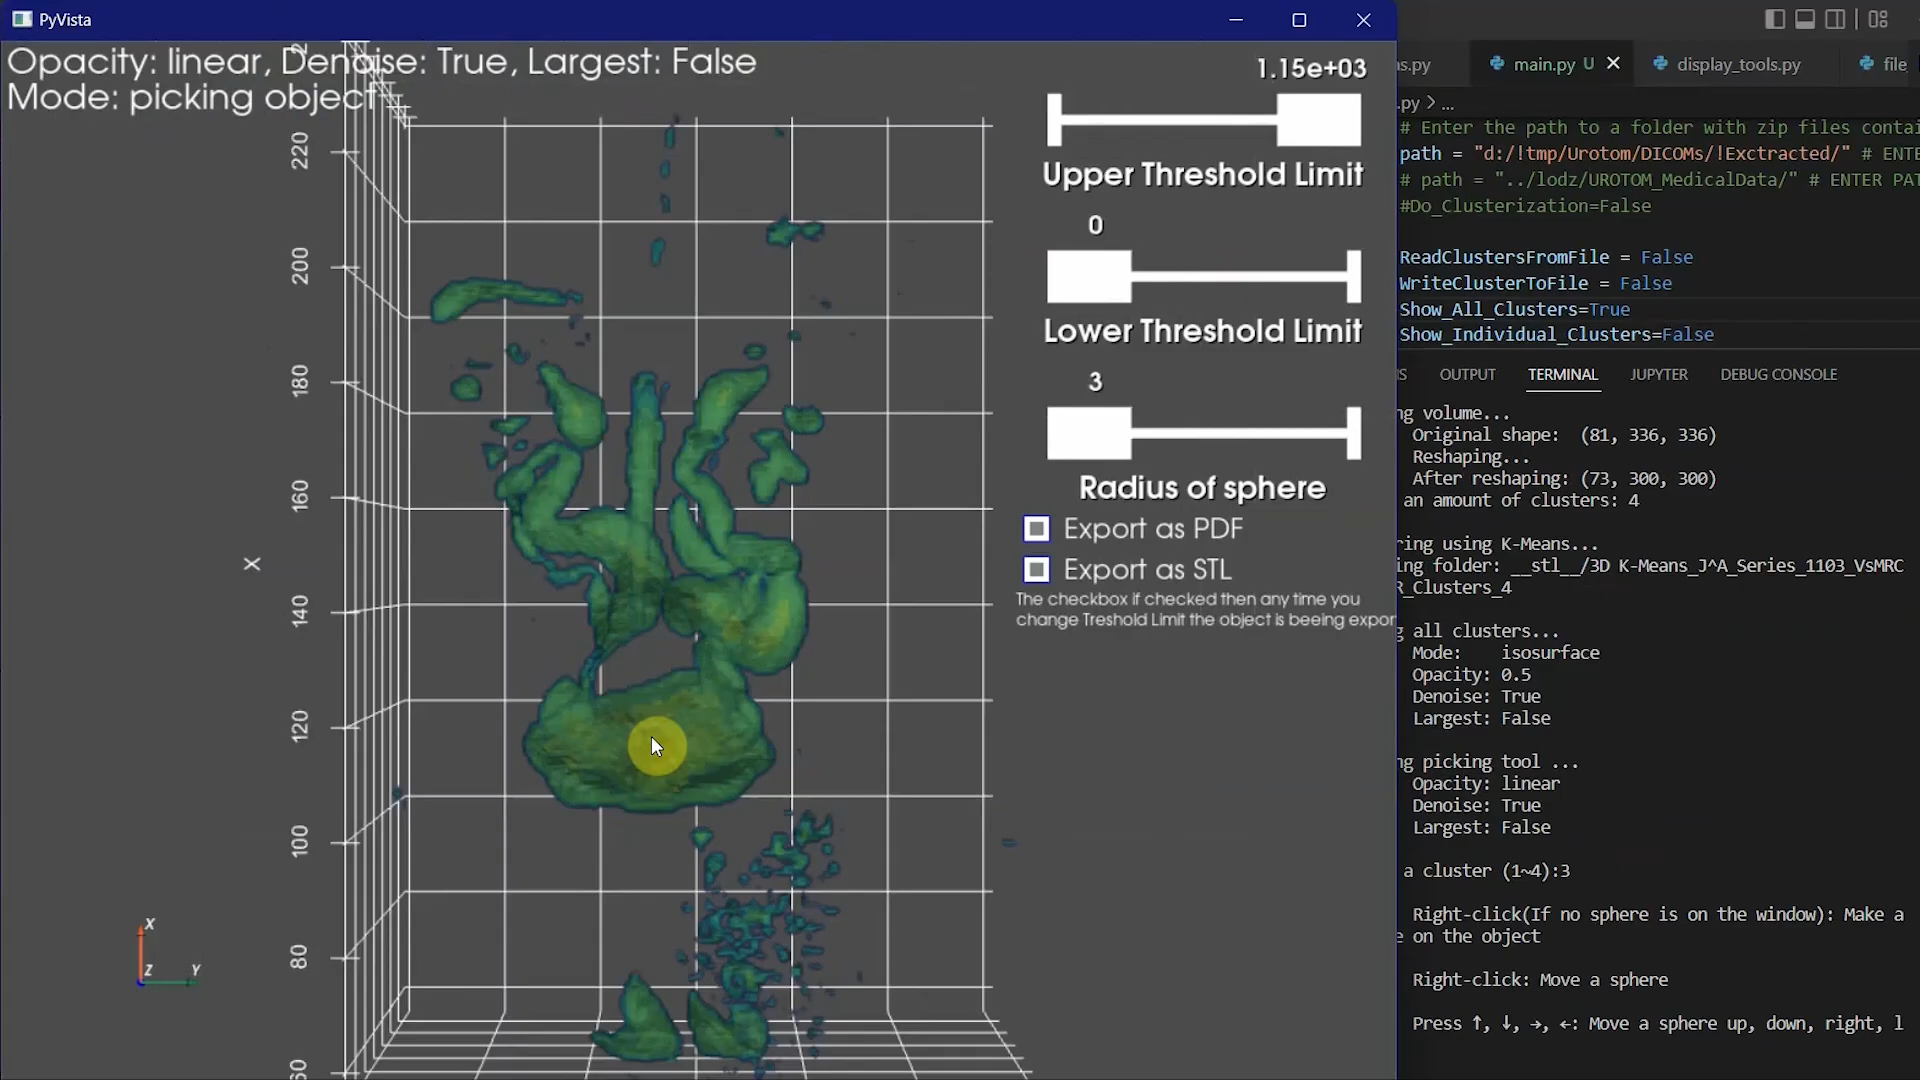 PyVista
Opacity: linear, Denoise: True, Largest: False
Mode: picking object
220
200
180
160
140
120
100
80
60
X
X
Z
Y
1.15e+03
Upper Threshold Limit
0
Lower Threshold Limit
3
Radius of sphere
Export as PDF
Export as STL
The checkbox if checked then any time you
change Treshold Limit the object is beeing expor
s.py
main.py U
display_tools.py
file
.py > ...
# Enter the path to a folder with zip files contai
path = "d:/!tmp/Urotom/DICOMs/!Exctracted/" # ENTE
# path = "../lodz/UROTOM_MedicalData/" # ENTER PAT
#Do_Clusterization=False
ReadClustersFromFile = False
WriteClusterToFile = False
Show_All_Clusters=True
Show_Individual_Clusters=False
S OUTPUT TERMINAL JUPYTER DEBUG CONSOLE
ng volume...
Original shape: (81, 336, 336)
Reshaping...
After reshaping: (73, 300, 300)
an amount of clusters: 4
ring using K-Means...
ing folder: __stl__/3D K-Means_J^A_Series_1103_VsMRC
R_Clusters_4
g all clusters...
Mode: isosurface
Opacity: 0.5
Denoise: True
Largest: False
ng picking tool ...
Opacity: linear
Denoise: True
Largest: False
a cluster (1~4):3
Right-click(If no sphere is on the window): Make a
e on the object
Right-click: Move a sphere
Press ↑, ↓, →, ←: Move a sphere up, down, right, l